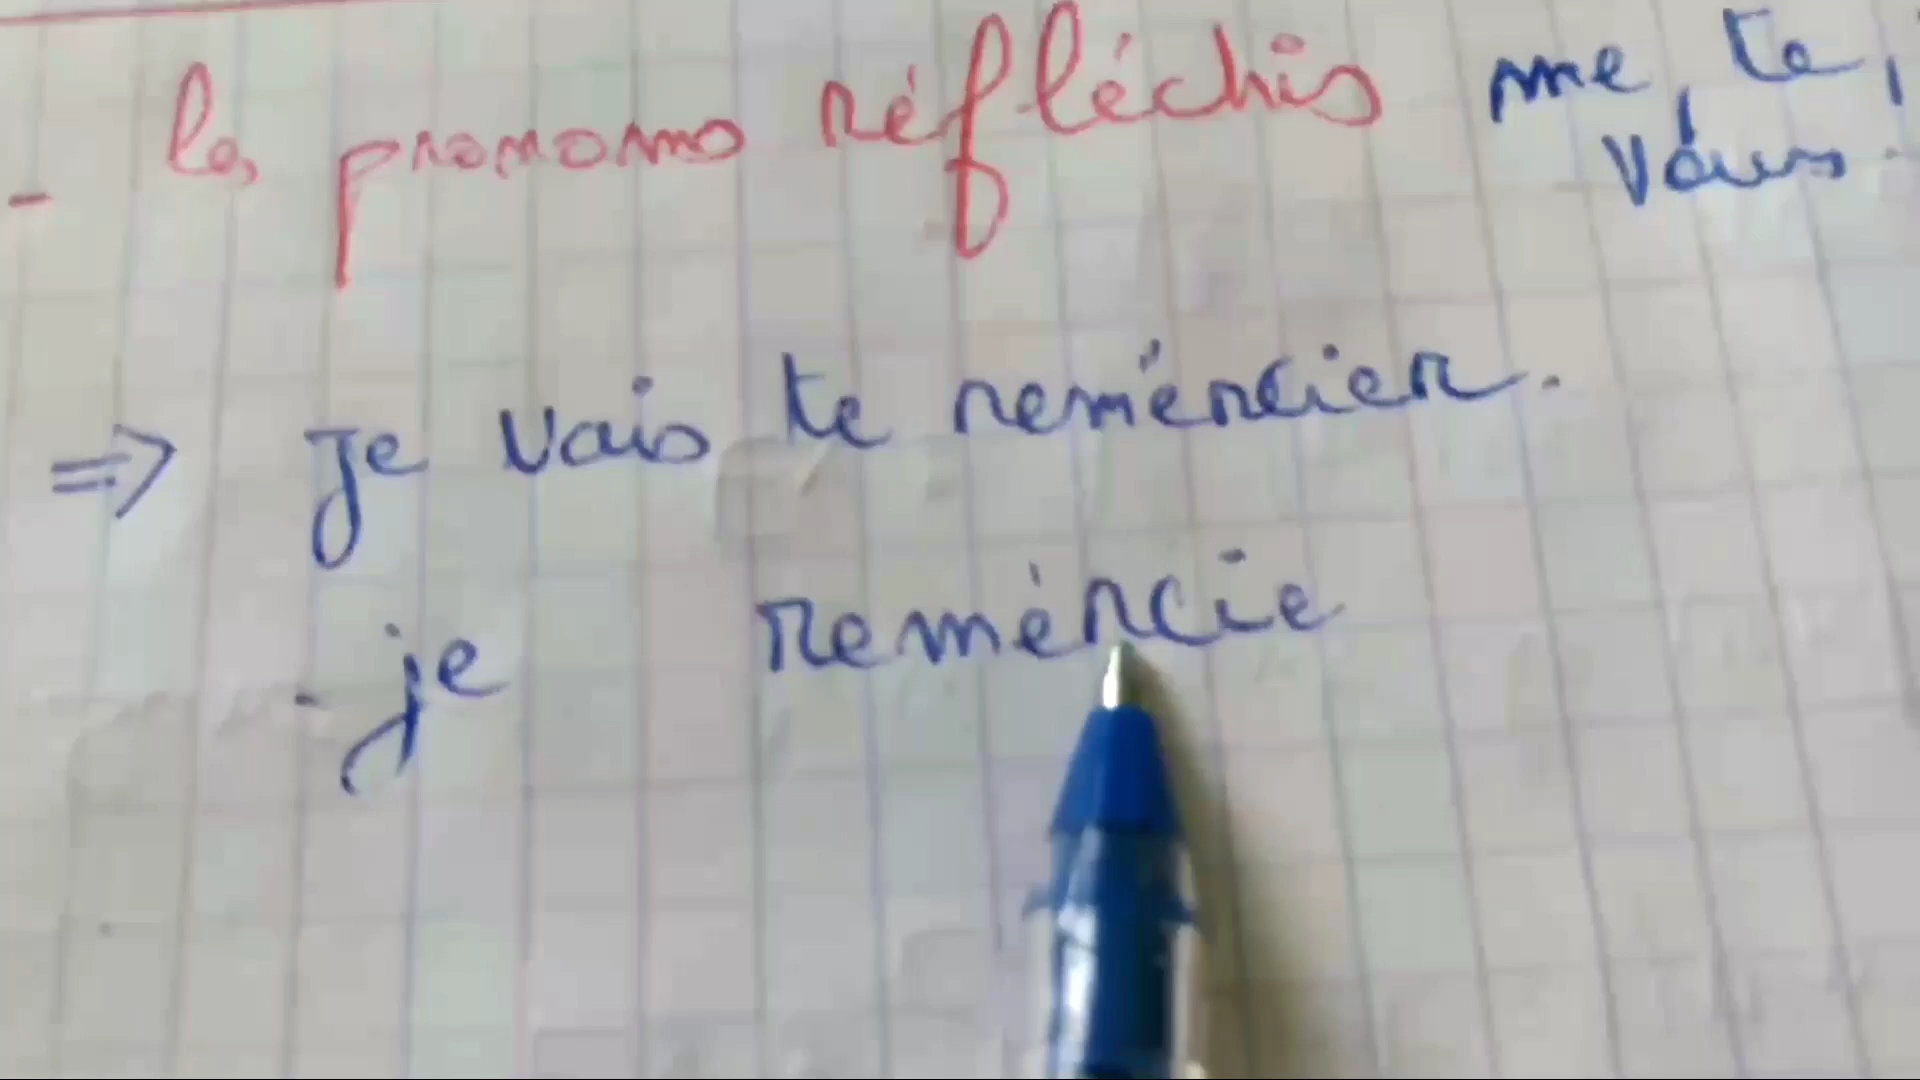 - les pronoms réfléchis me, te,
vous.
=> Je vais te remércier.
- je remércie